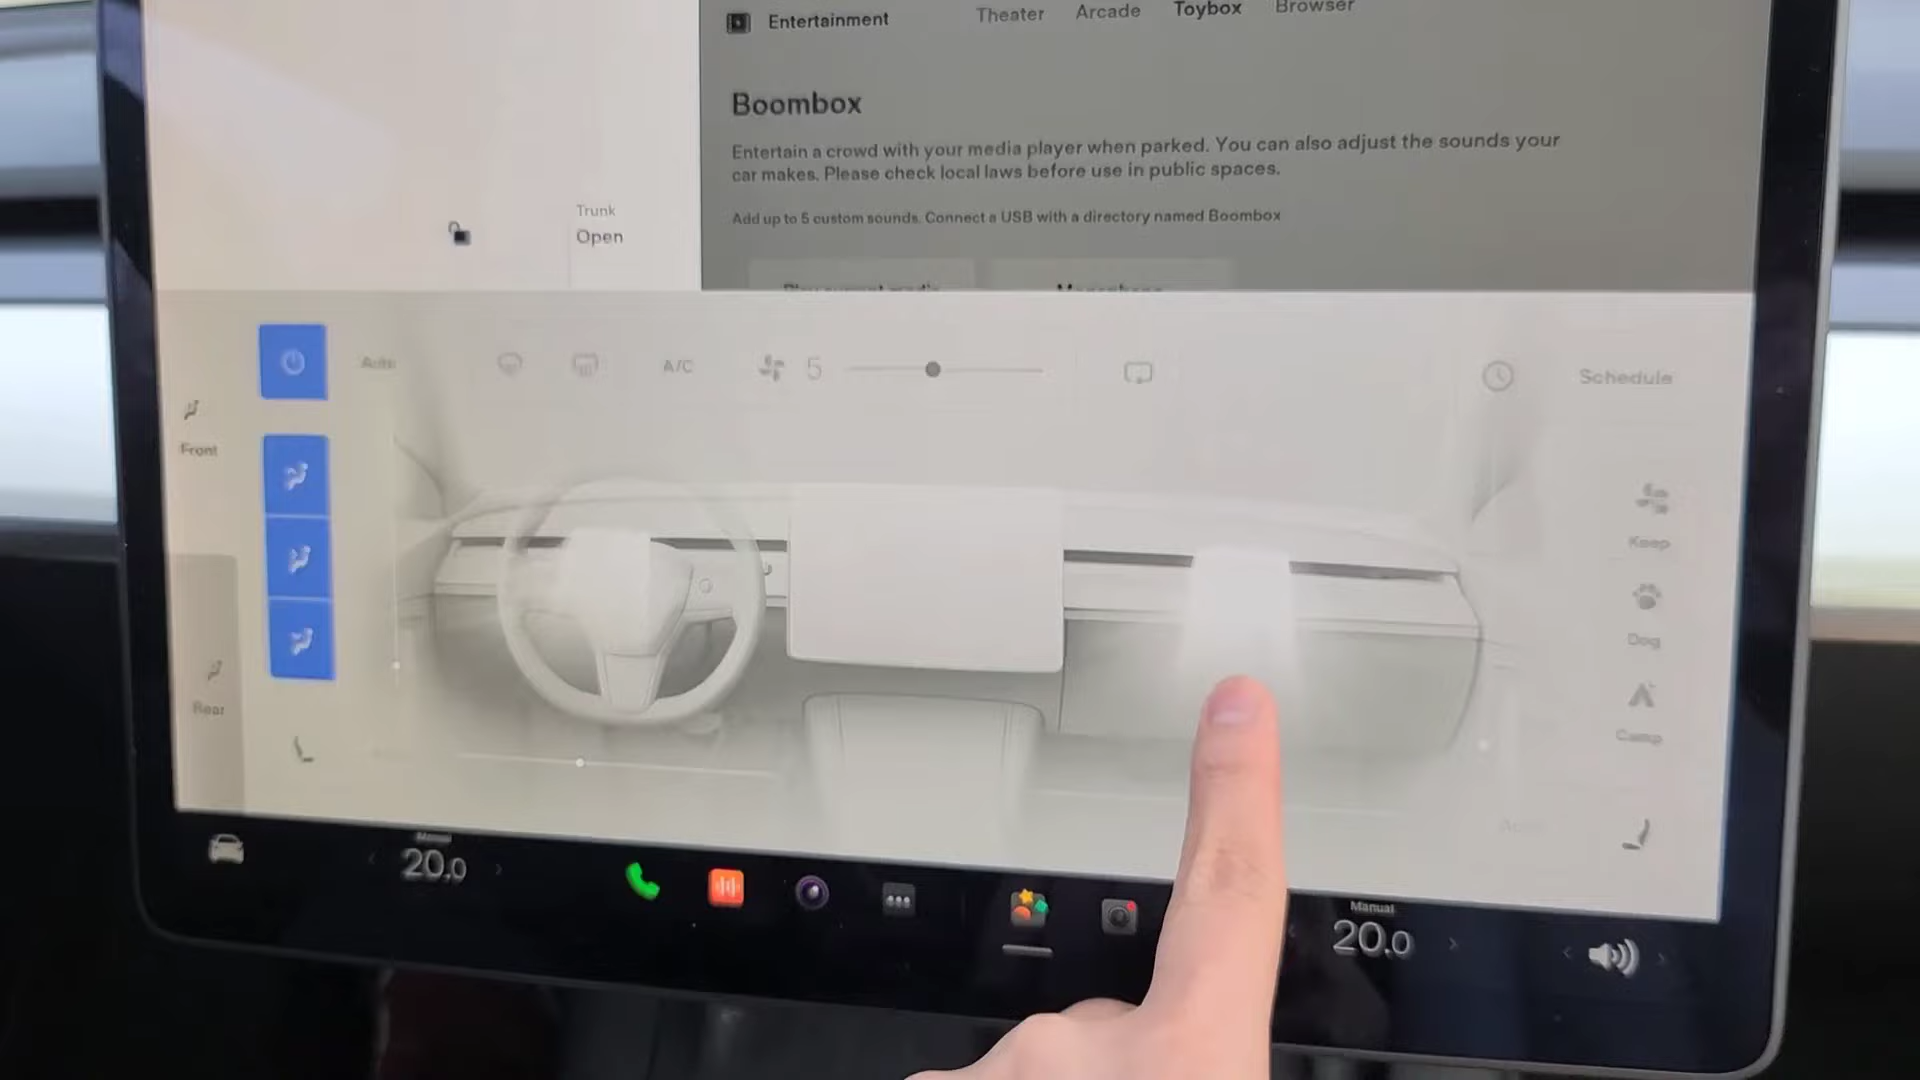 Entertainment
Theater
Arcade
Toybox
Browser
Boombox
Entertain a crowd with your media player when parked. You can also adjust the sounds your
car makes. Please check local laws before use in public spaces.
Add up to 5 custom sounds. Connect a USB with a directory named Boombox
Trunk
Open
Auto
A/C
5
Schedule
Front
Keep
Dog
Rear
Camp
Manual
20.0
Manual
20.0